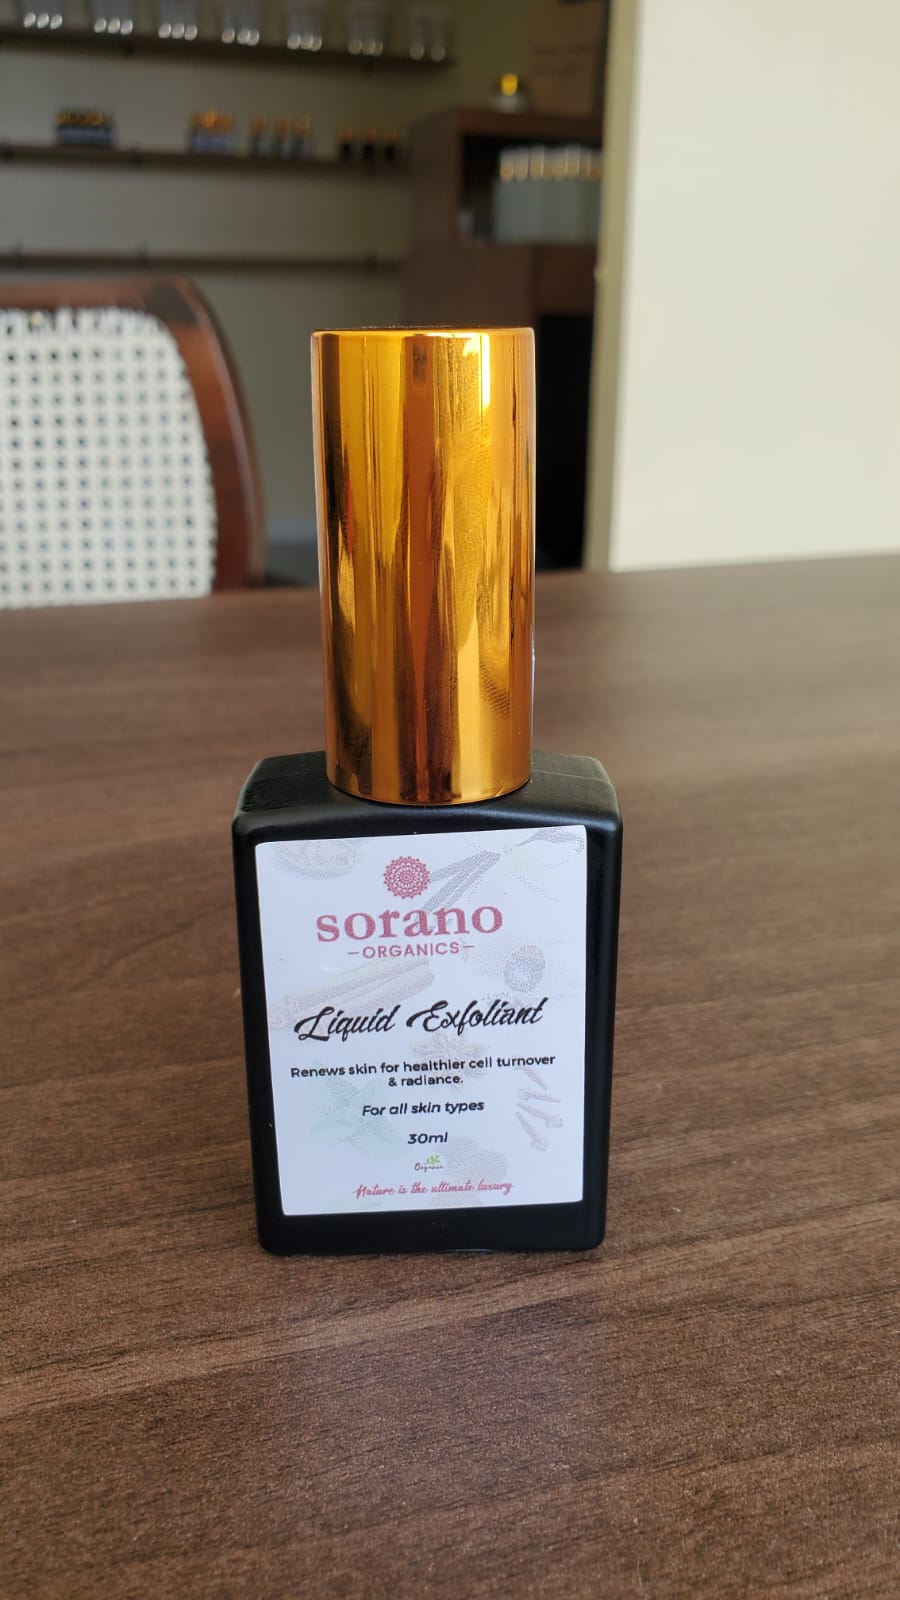 sorano
-ORGANICS-
Liquid Exfoliant
Renews skin for healthier cell turnover
& radiance.
For all skin types
30ml
Organic
Nature is the ultimate luxury